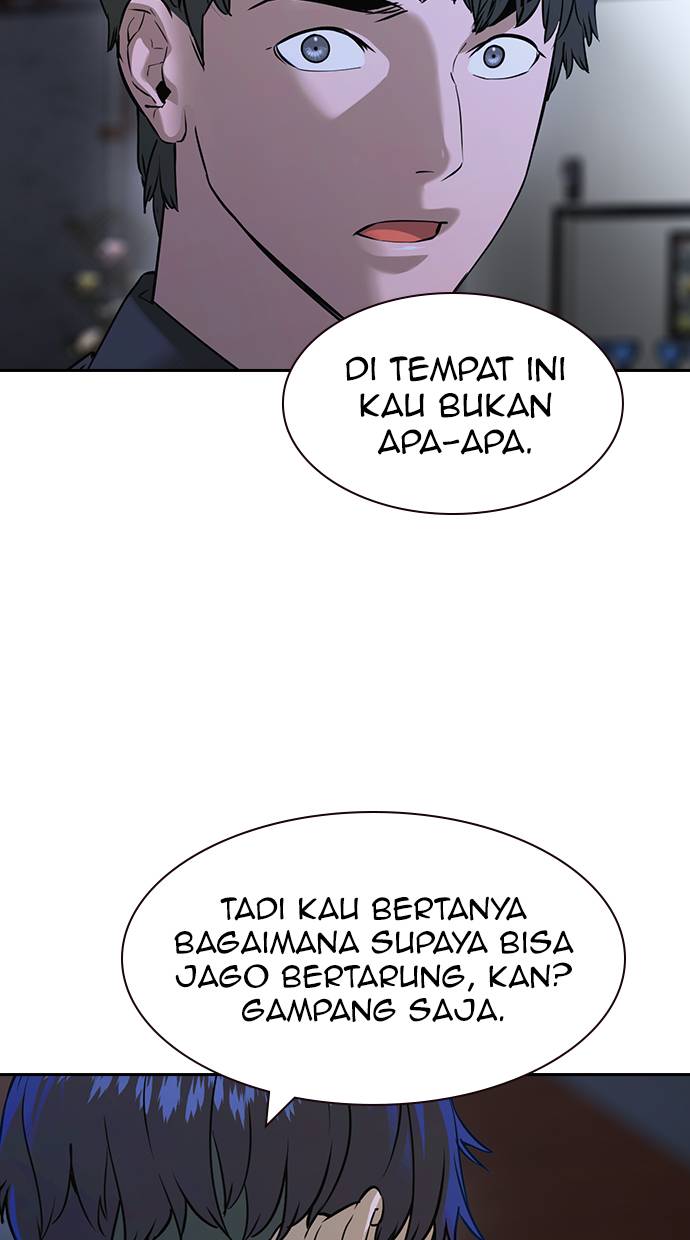 DI TEMPAT INI
KAU BUKAN
APA-APA.
TADI KAU BERTANYA
BAGAIMANA SUPAYA BISA
JAGO BERTARUNG, KAN?
GAMPANG SAJA.